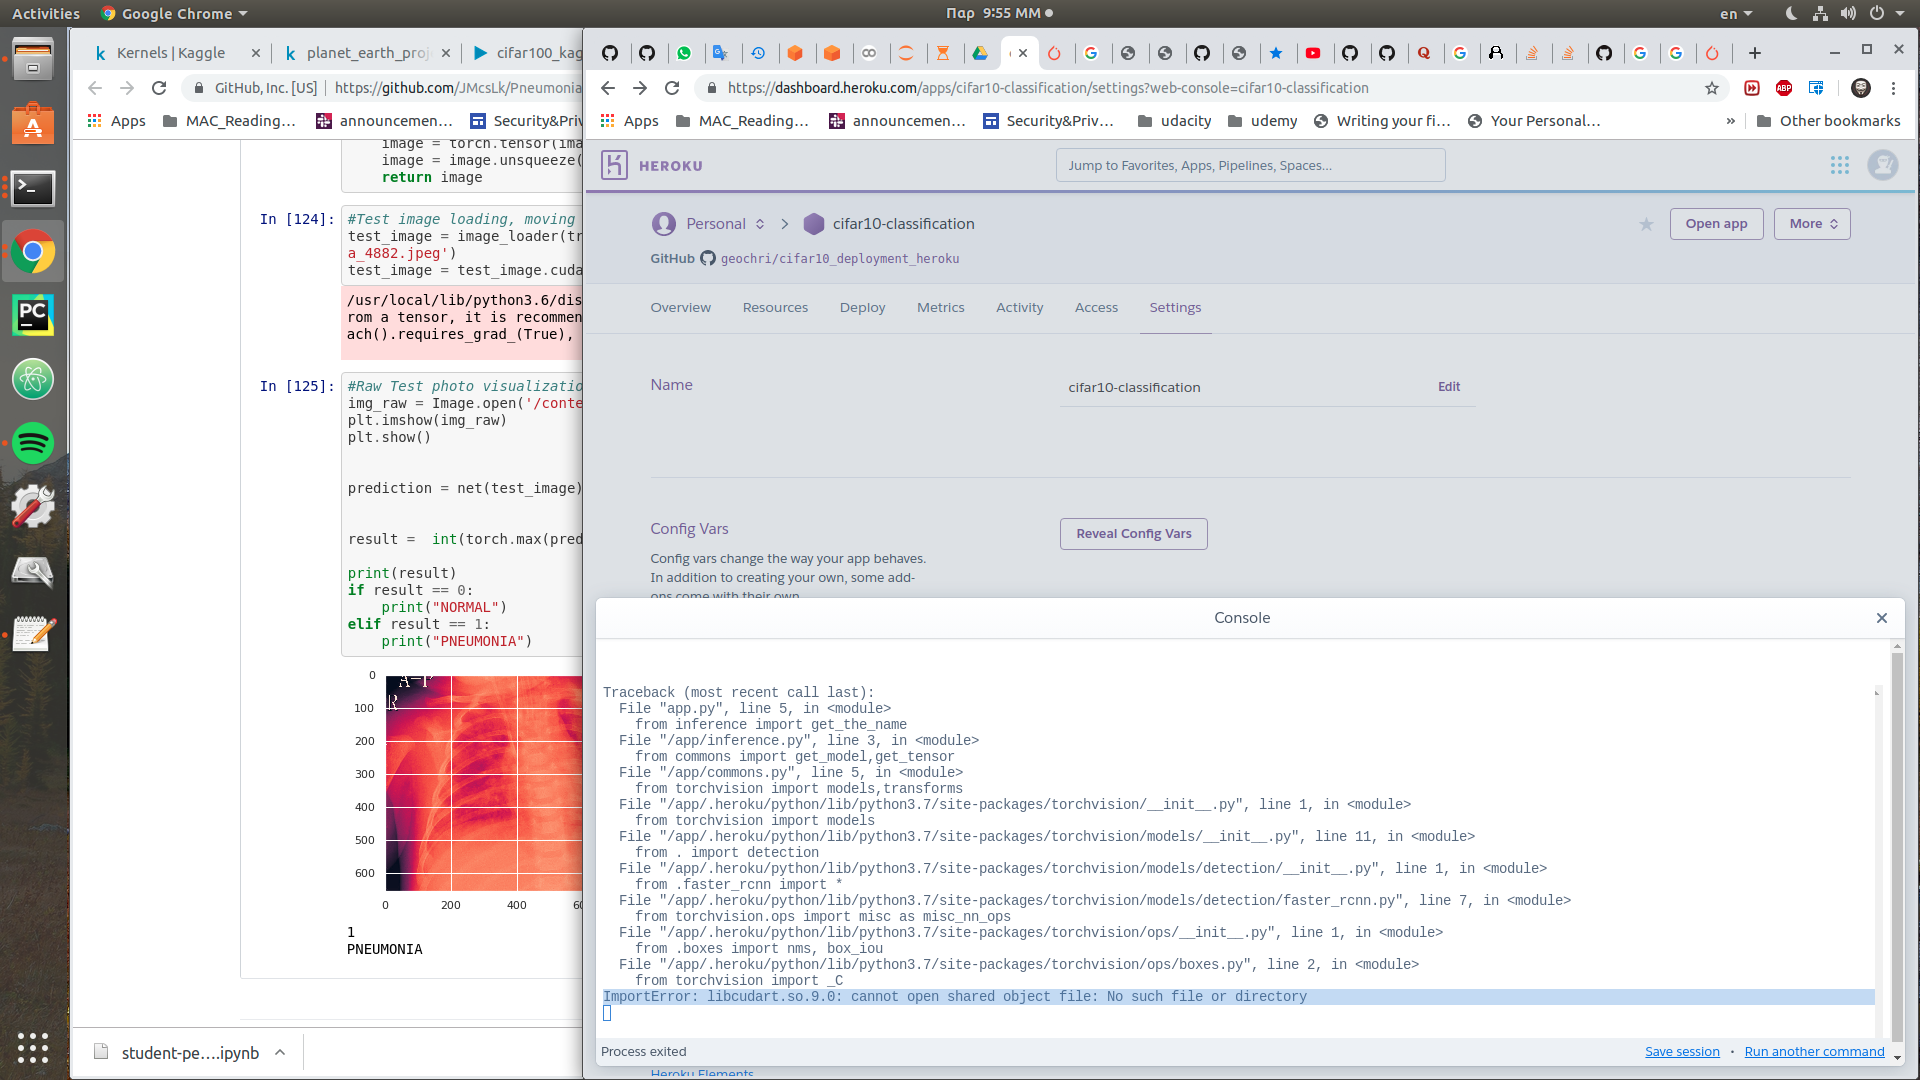 Activities
Google Chrome
Παρ 9:55 ΜΜ
en
Kernels | Kaggle
planet_earth_proj
cifar100_kag
GitHub, Inc. [US]
https://github.com/JMcsLk/Pneumonia
Apps
MAC_Reading…
announcemen…
Security&Priv
image = torch.tensor(ima
image = image.unsqueeze(
return image
In [124]:
#Test image loading, moving
test_image = image_loader(tr
a_4882.jpeg')
test_image = test_image.cuda
/usr/local/lib/python3.6/dis
rom a tensor, it is recommen
ach().requires_grad_(True),
In [125]:
#Raw Test photo visualizatio
img_raw = Image.open('/conte
plt.imshow(img_raw)
plt.show()
prediction = net(test_image)
result =  int(torch.max(pred
print(result)
if result == 0:
print("NORMAL")
elif result == 1:
print("PNEUMONIA")
R
0
100
200
300
400
500
600
0
200
400
1
PNEUMONIA
student-pe….ipynb
https://dashboard.heroku.com/apps/cifar10-classification/settings?web-console=cifar10-classification
ABP
Apps
MAC_Reading…
announcemen…
Security&Priv…
udacity
udemy
Writing your fi…
Your Personal…
»
Other bookmarks
HEROKU
Jump to Favorites, Apps, Pipelines, Spaces...
Personal
cifar10-classification
Open app
More
GitHub
geochri/cifar10_deployment_heroku
Overview
Resources
Deploy
Metrics
Activity
Access
Settings
Name
cifar10-classification
Edit
Config Vars
Reveal Config Vars
Config vars change the way your app behaves.
In addition to creating your own, some add-
ons come with their own.
Console
Traceback (most recent call last):
File "app.py", line 5, in <module>
from inference import get_the_name
File "/app/inference.py", line 3, in <module>
from commons import get_model,get_tensor
File "/app/commons.py", line 5, in <module>
from torchvision import models,transforms
File "/app/.heroku/python/lib/python3.7/site-packages/torchvision/__init__.py", line 1, in <module>
from torchvision import models
File "/app/.heroku/python/lib/python3.7/site-packages/torchvision/models/__init__.py", line 11, in <module>
from . import detection
File "/app/.heroku/python/lib/python3.7/site-packages/torchvision/models/detection/__init__.py", line 1, in <module>
from .faster_rcnn import *
File "/app/.heroku/python/lib/python3.7/site-packages/torchvision/models/detection/faster_rcnn.py", line 7, in <module>
from torchvision.ops import misc as misc_nn_ops
File "/app/.heroku/python/lib/python3.7/site-packages/torchvision/ops/__init__.py", line 1, in <module>
from .boxes import nms, box_iou
File "/app/.heroku/python/lib/python3.7/site-packages/torchvision/ops/boxes.py", line 2, in <module>
from torchvision import _C
ImportError: libcudart.so.9.0: cannot open shared object file: No such file or directory
Process exited
Save session
Run another command
Heroku Elements
PC